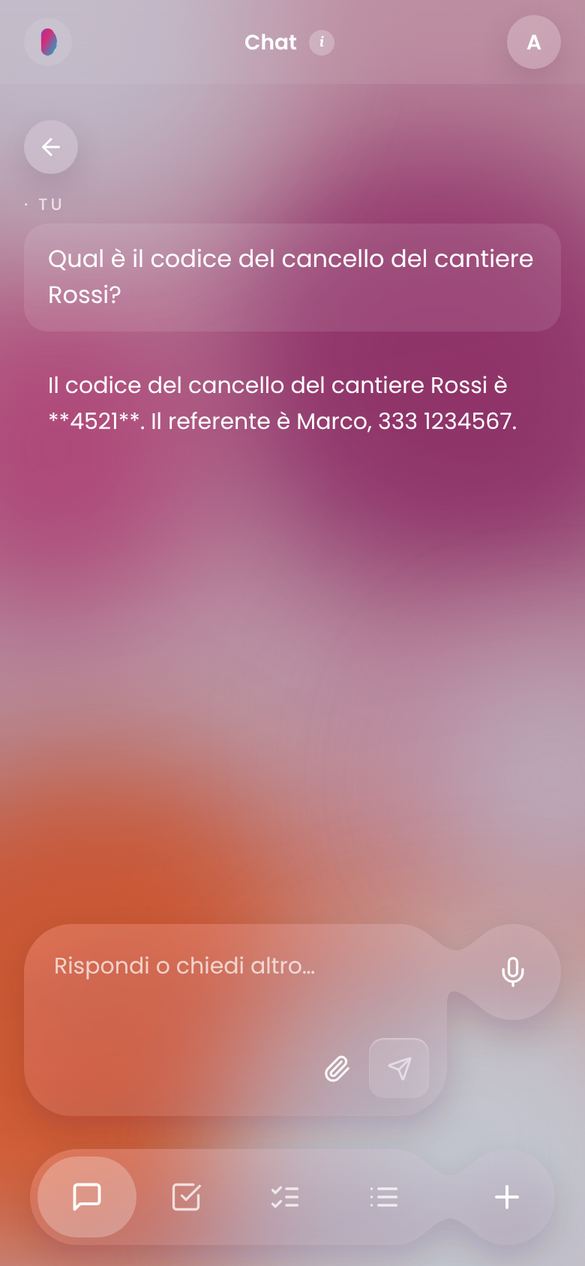 Chat i A
· TU
Qual è il codice del cancello del cantiere
Rossi?
Il codice del cancello del cantiere Rossi è
**4521**. Il referente è Marco, 333 1234567.
Rispondi o chiedi altro...